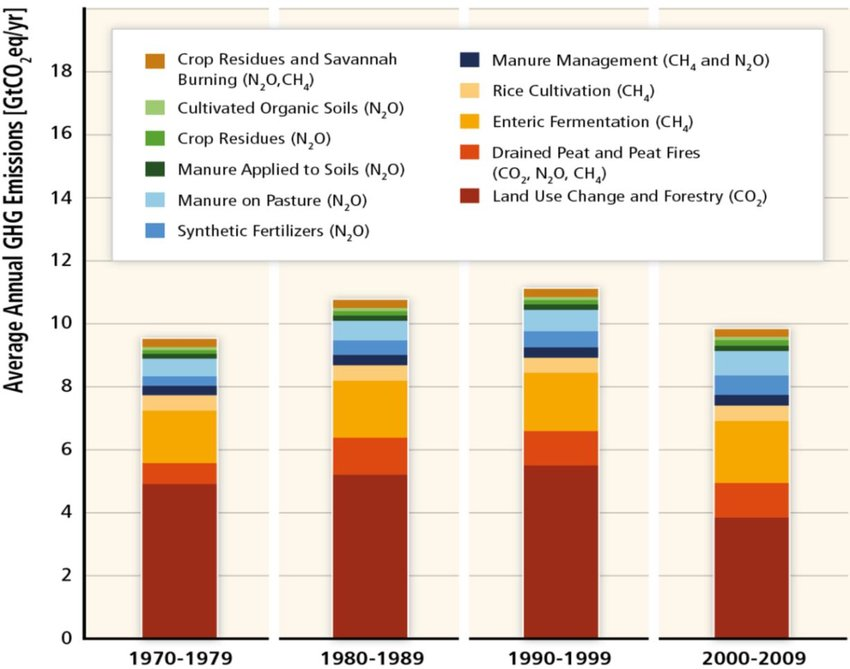 Average Annual GHG Emissions [GtCO₂eq/yr]
18
16
14
12
10
8
6
4
2
0
Crop Residues and Savannah
Burning (N₂O,CH₄)
Cultivated Organic Soils (N₂O)
Crop Residues (N₂O)
Manure Applied to Soils (N₂O)
Manure on Pasture (N₂O)
Synthetic Fertilizers (N₂O)
Manure Management (CH₄ and N₂O)
Rice Cultivation (CH₄)
Enteric Fermentation (CH₄)
Drained Peat and Peat Fires
(CO₂, N₂O, CH₄)
Land Use Change and Forestry (CO₂)
1970-1979
1980-1989
1990-1999
2000-2009